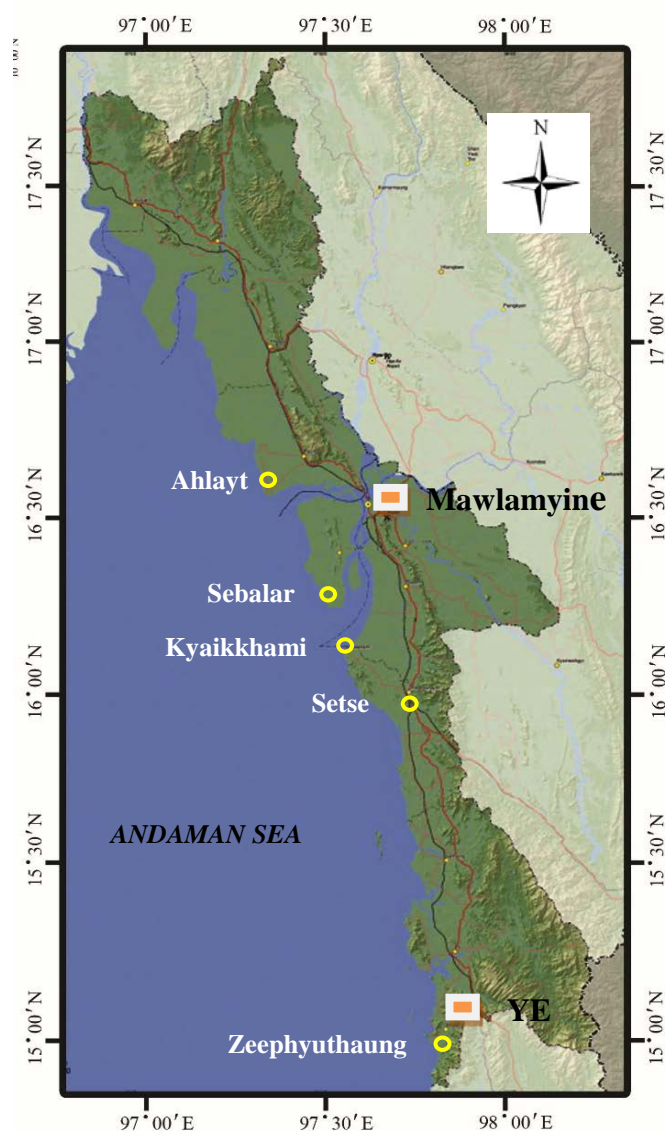 97°00′E 97°30′E 98°00′E
N
17°30′N 17°30′N
17°00′N 17°00′N
Ahlayt
Mawlamyine
16°30′N 16°30′N
Sebalar
Kyaikkhami
16°00′N 16°00′N
Setse
ANDAMAN SEA
15°30′N 15°30′N
YE
15°00′N 15°00′N
Zeephyuthaung
97°00′E 97°30′E 98°00′E